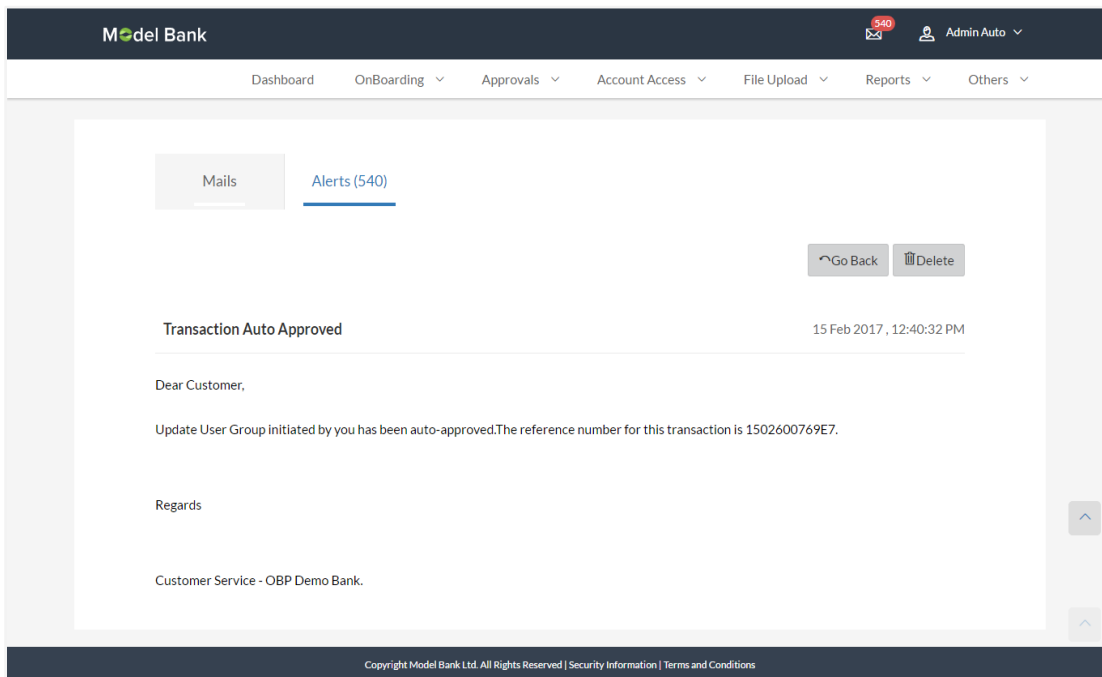 Model Bank
540
Admin Auto
Dashboard OnBoarding Approvals Account Access File Upload Reports Others
Mails Alerts (540)
Go Back Delete
Transaction Auto Approved 15 Feb 2017 , 12:40:32 PM
Dear Customer,
Update User Group initiated by you has been auto-approved.The reference number for this transaction is 1502600769E7.
Regards
Customer Service - OBP Demo Bank.
Copyright Model Bank Ltd. All Rights Reserved | Security Information | Terms and Conditions